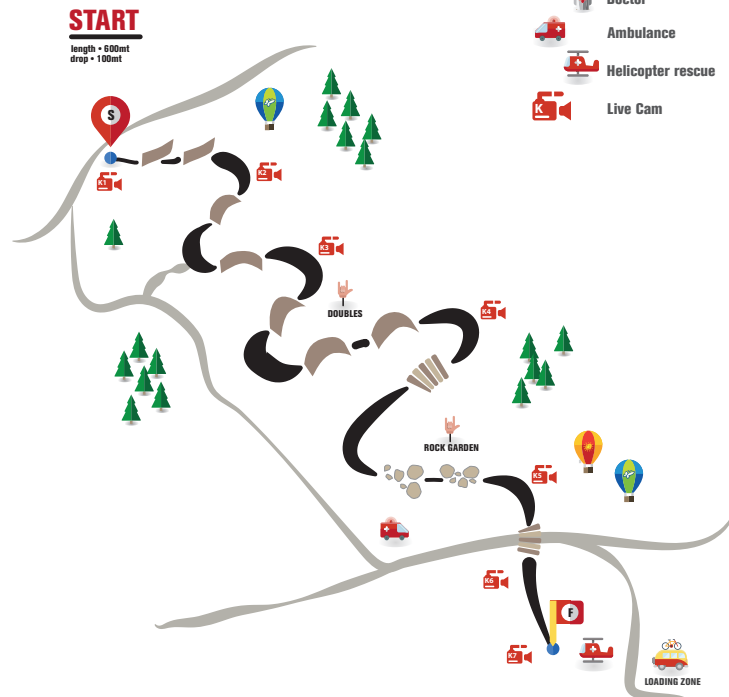 START
length • 600mt
drop • 100mt
Doctor
Ambulance
Helicopter rescue
K
Live Cam
S
K1
K2
K3
DOUBLES
K4
ROCK GARDEN
K5
K6
F
K7
LOADING ZONE